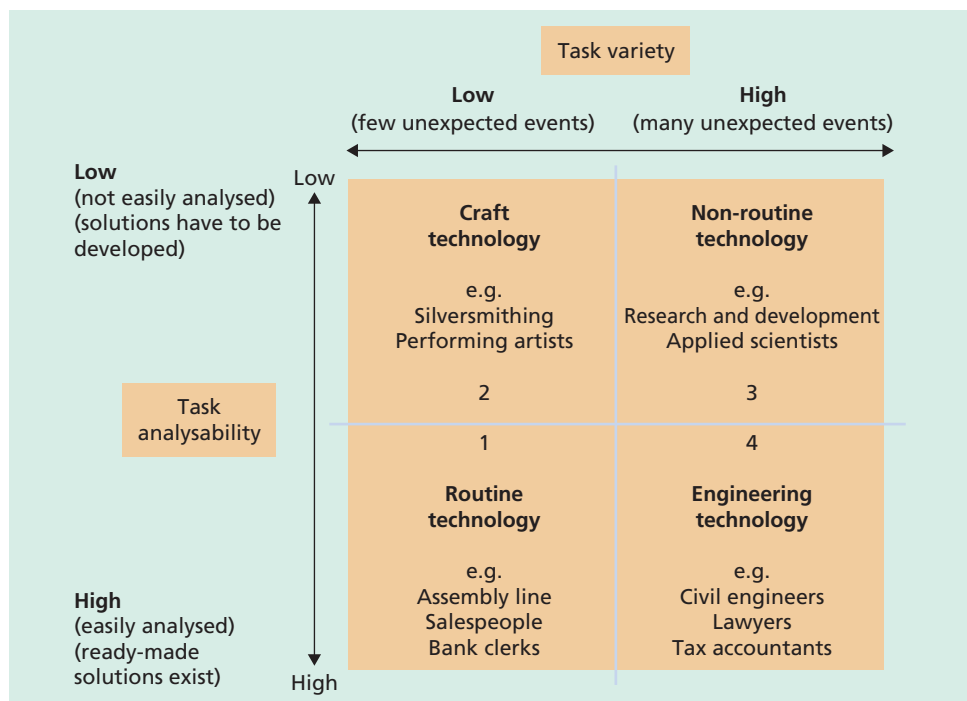 Task variety
Low
(few unexpected events)
High
(many unexpected events)
Low
(not easily analysed)
(solutions have to be
developed)
Low
Craft
technology
e.g.
Silversmithing
Performing artists
2
Non-routine
technology
e.g.
Research and development
Applied scientists
3
Task
analysability
1
Routine
technology
e.g.
Assembly line
Salespeople
Bank clerks
4
Engineering
technology
e.g.
Civil engineers
Lawyers
Tax accountants
High
(easily analysed)
(ready-made
solutions exist)
High